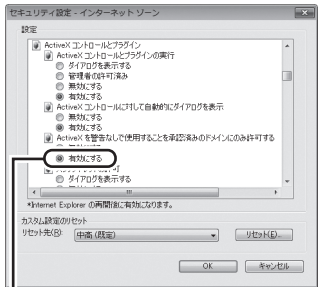 セキュリティ設定 - インターネット ゾーン
設定
ActiveX コントロールとプラグイン
ActiveX コントロールとプラグインの実行
ダイアログを表示する
管理者の許可済み
無効にする
有効にする
ActiveX コントロールに対して自動的にダイアログを表示
無効にする
有効にする
ActiveX を警告なしで使用することを承認済みのドメインにのみ許可する
有効にする
ダイアログを表示する
*Internet Explorer の再開後に有効になります。
カスタム設定のリセット
リセット先(R):
中高 (既定)
リセット(E)...
OK
キャンセル